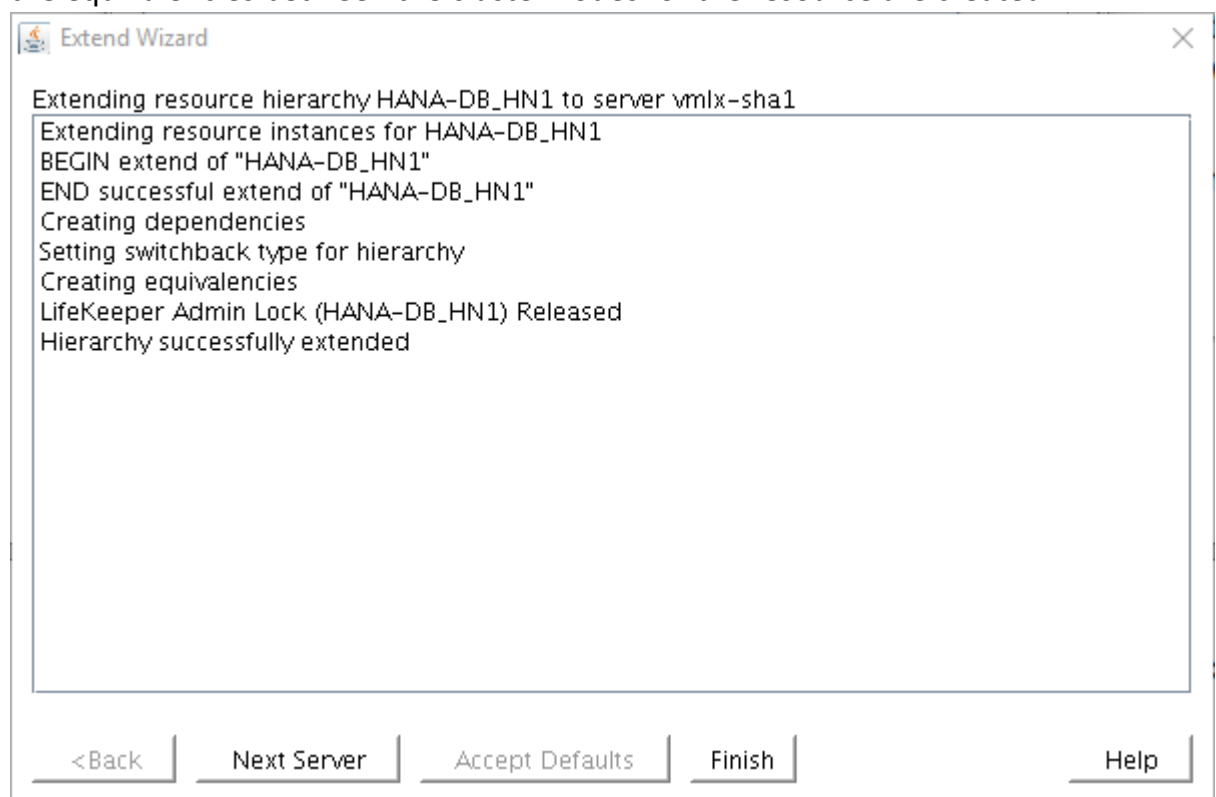 Extend Wizard
Extending resource hierarchy HANA-DB_HN1 to server vmlx-sha1
Extending resource instances for HANA-DB_HN1
BEGIN extend of "HANA-DB_HN1"
END successful extend of "HANA-DB_HN1"
Creating dependencies
Setting switchback type for hierarchy
Creating equivalencies
LifeKeeper Admin Lock (HANA-DB_HN1) Released
Hierarchy successfully extended
<Back Next Server Accept Defaults Finish Help